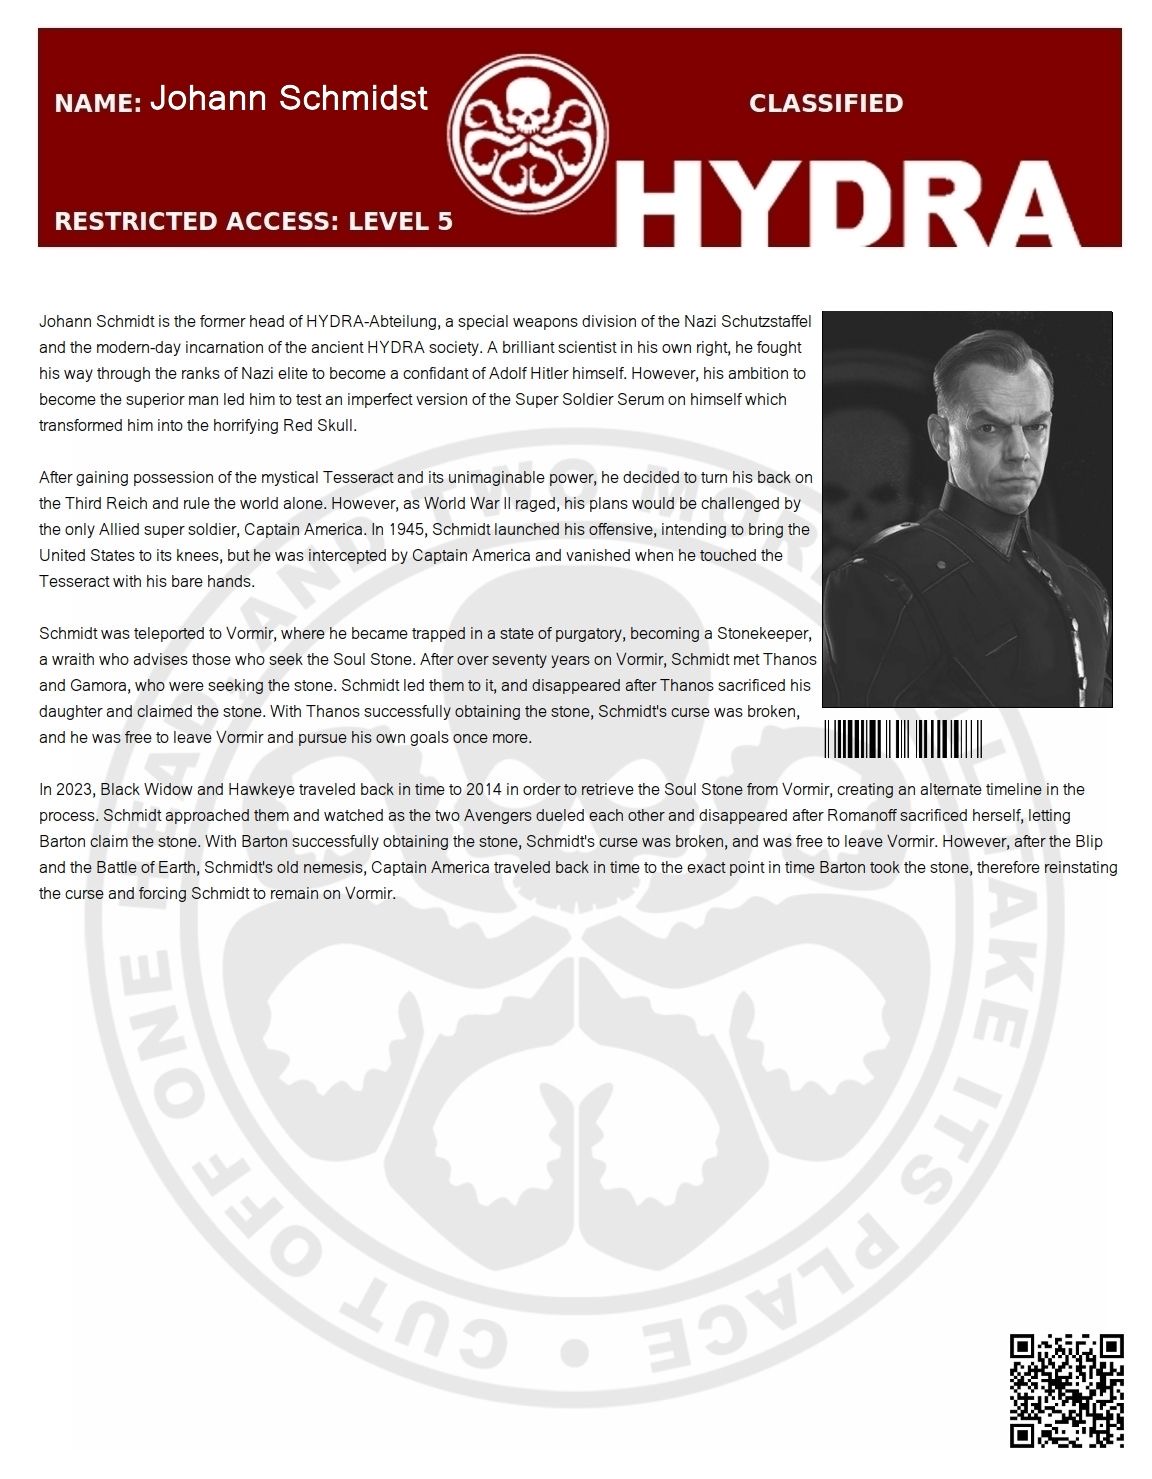 NAME: Johann Schmidst
CLASSIFIED
HYDRA
RESTRICTED ACCESS: LEVEL 5
Johann Schmidt is the former head of HYDRA-Abteilung, a special weapons division of the Nazi Schutzstaffel
and the modern-day incarnation of the ancient HYDRA society. A brilliant scientist in his own right, he fought
his way through the ranks of Nazi elite to become a confidant of Adolf Hitler himself. However, his ambition to
become the superior man led him to test an imperfect version of the Super Soldier Serum on himself which
transformed him into the horrifying Red Skull.
After gaining possession of the mystical Tesseract and its unimaginable power, he decided to turn his back on
the Third Reich and rule the world alone. However, as World War II raged, his plans would be challenged by
the only Allied super soldier, Captain America. In 1945, Schmidt launched his offensive, intending to bring the
United States to its knees, but he was intercepted by Captain America and vanished when he touched the
Tesseract with his bare hands.
Schmidt was teleported to Vormir, where he became trapped in a state of purgatory, becoming a Stonekeeper,
a wraith who advises those who seek the Soul Stone. After over seventy years on Vormir, Schmidt met Thanos
and Gamora, who were seeking the stone. Schmidt led them to it, and disappeared after Thanos sacrificed his
daughter and claimed the stone. With Thanos successfully obtaining the stone, Schmidt's curse was broken,
and he was free to leave Vormir and pursue his own goals once more.
In 2023, Black Widow and Hawkeye traveled back in time to 2014 in order to retrieve the Soul Stone from Vormir, creating an alternate timeline in the
process. Schmidt approached them and watched as the two Avengers dueled each other and disappeared after Romanoff sacrificed herself, letting
Barton claim the stone. With Barton successfully obtaining the stone, Schmidt's curse was broken, and was free to leave Vormir. However, after the Blip
and the Battle of Earth, Schmidt's old nemesis, Captain America traveled back in time to the exact point in time Barton took the stone, therefore reinstating
the curse and forcing Schmidt to remain on Vormir.
CUT OFF ONE HEAD AND TWO MORE TAKE ITS PLACE